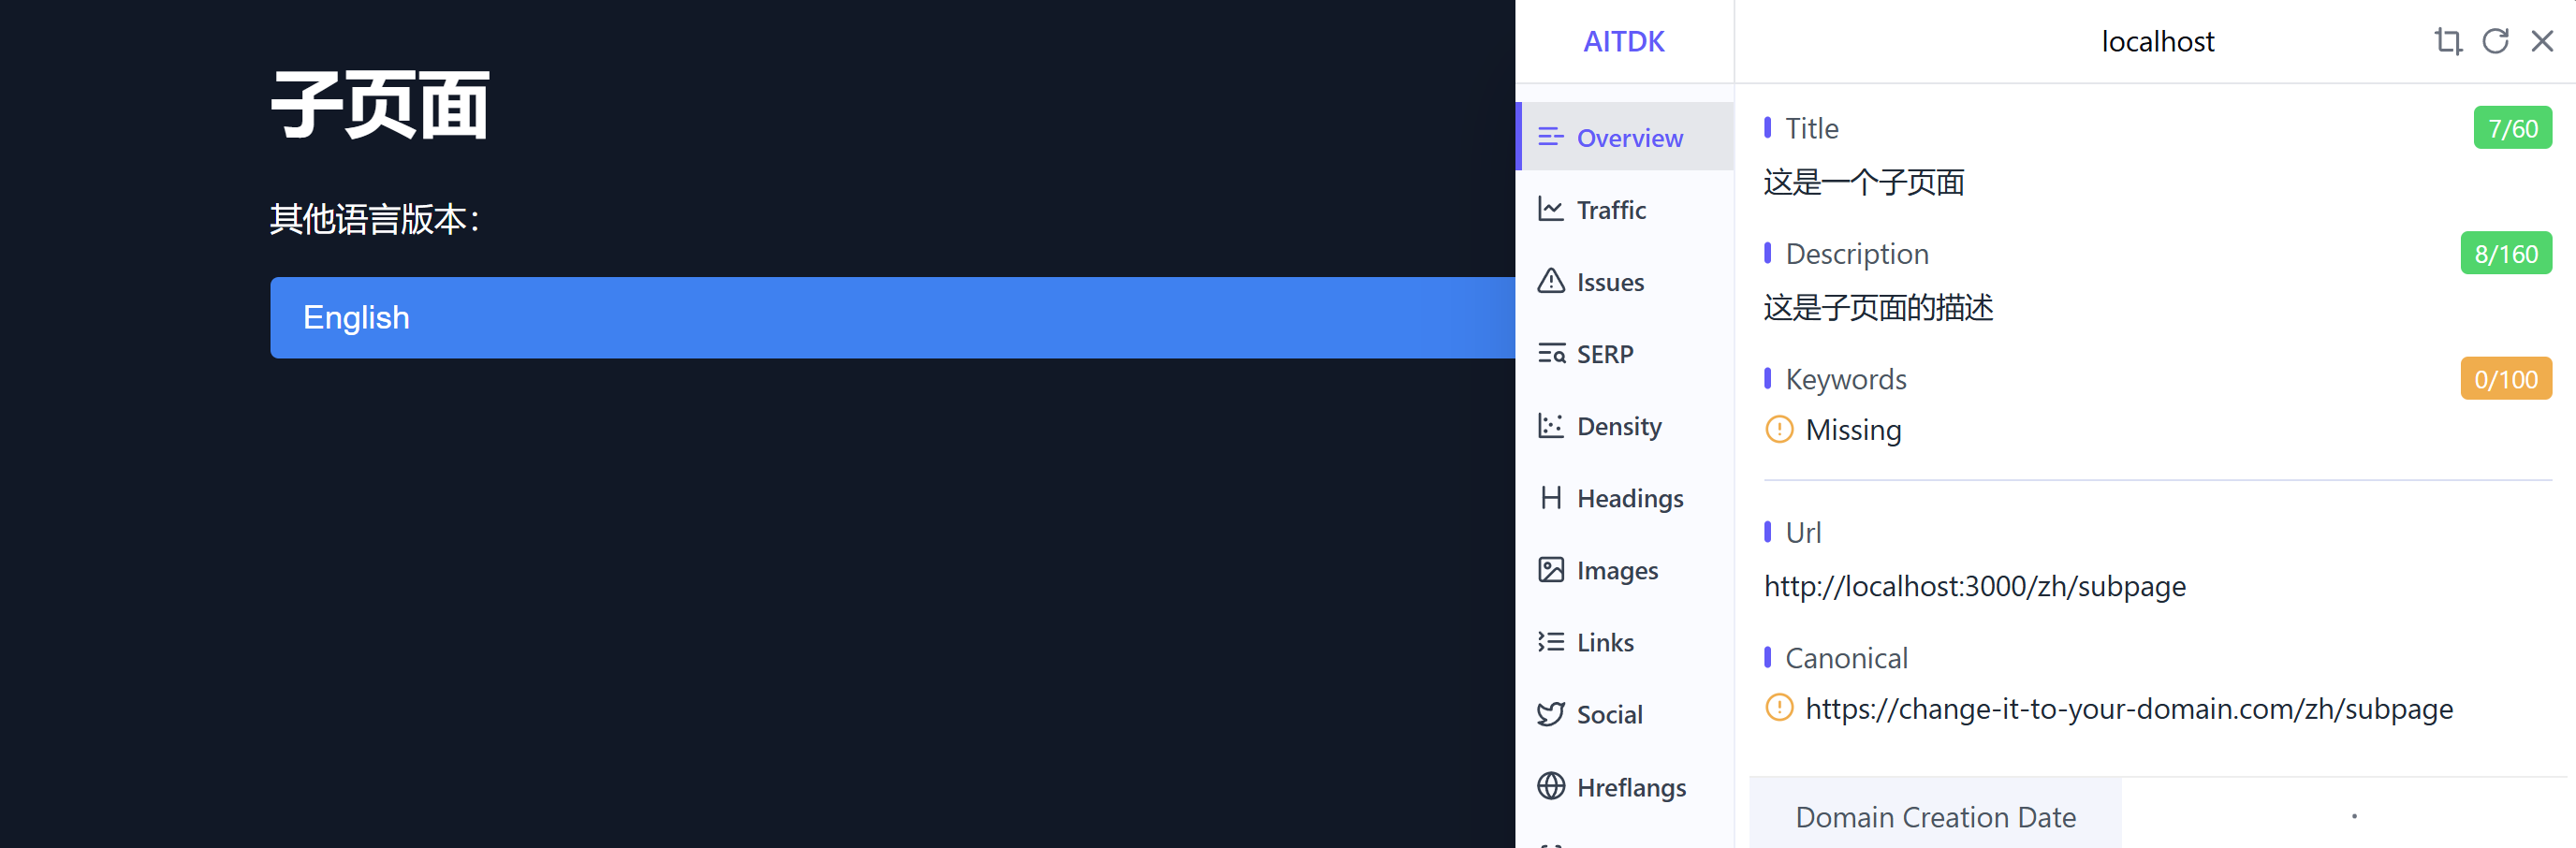 子页面
其他语言版本：
English
AITDK
localhost
Overview
Traffic
Issues
SERP
Density
Headings
Images
Links
Social
Hreflangs
Title
7/60
这是一个子页面
Description
8/160
这是子页面的描述
Keywords
0/100
Missing
Url
http://localhost:3000/zh/subpage
Canonical
https://change-it-to-your-domain.com/zh/subpage
Domain Creation Date